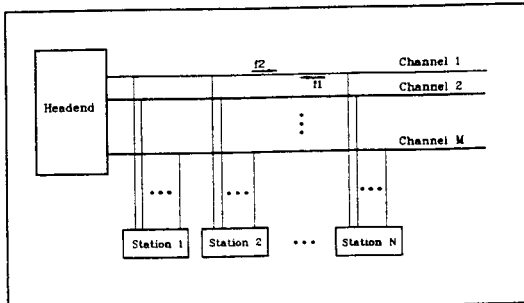 f2
Channel 1
f1
Channel 2
Headend
Channel M
Station 1
Station 2
Station N